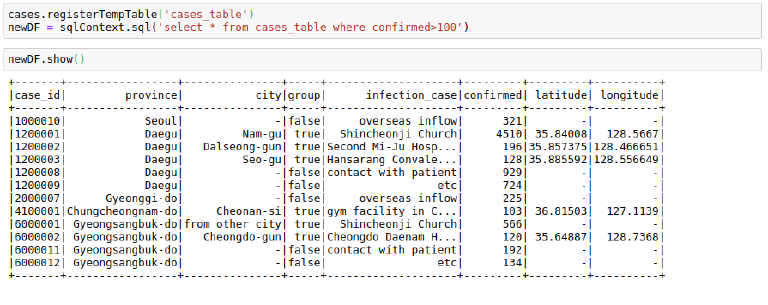 cases.registerTempTable('cases_table')
newDF = sqlContext.sql('select * from cases_table where confirmed>100')
newDF.show()
+-------+-----------------+---------------+-----+--------------------+---------+---------+----------+
|case_id|         province|           city|group|      infection_case|confirmed| latitude| longitude|
+-------+-----------------+---------------+-----+--------------------+---------+---------+----------+
|1000010|            Seoul|              -|false|     overseas inflow|      321|        -|         -|
|1200001|            Daegu|         Nam-gu| true|  Shincheonji Church|     4510| 35.84008|  128.5667|
|1200002|            Daegu|   Dalseong-gun| true|Second Mi-Ju Hosp...|      196|35.857375|128.466651|
|1200003|            Daegu|         Seo-gu| true|Hansarang Convale...|      128|35.885592|128.556649|
|1200008|            Daegu|              -|false|contact with patient|      929|        -|         -|
|1200009|            Daegu|              -|false|                 etc|      724|        -|         -|
|2000007|      Gyeonggi-do|              -|false|     overseas inflow|      225|        -|         -|
|4100001|Chungcheongnam-do|     Cheonan-si| true|gym facility in C...|      103| 36.81503|  127.1139|
|6000001| Gyeongsangbuk-do|from other city| true|  Shincheonji Church|      566|        -|         -|
|6000002| Gyeongsangbuk-do|   Cheongdo-gun| true|Cheongdo Daenam H...|      120| 35.64887|  128.7368|
|6000011| Gyeongsangbuk-do|              -|false|contact with patient|      192|        -|         -|
|6000012| Gyeongsangbuk-do|              -|false|                 etc|      134|        -|         -|
+-------+-----------------+---------------+-----+--------------------+---------+---------+----------+